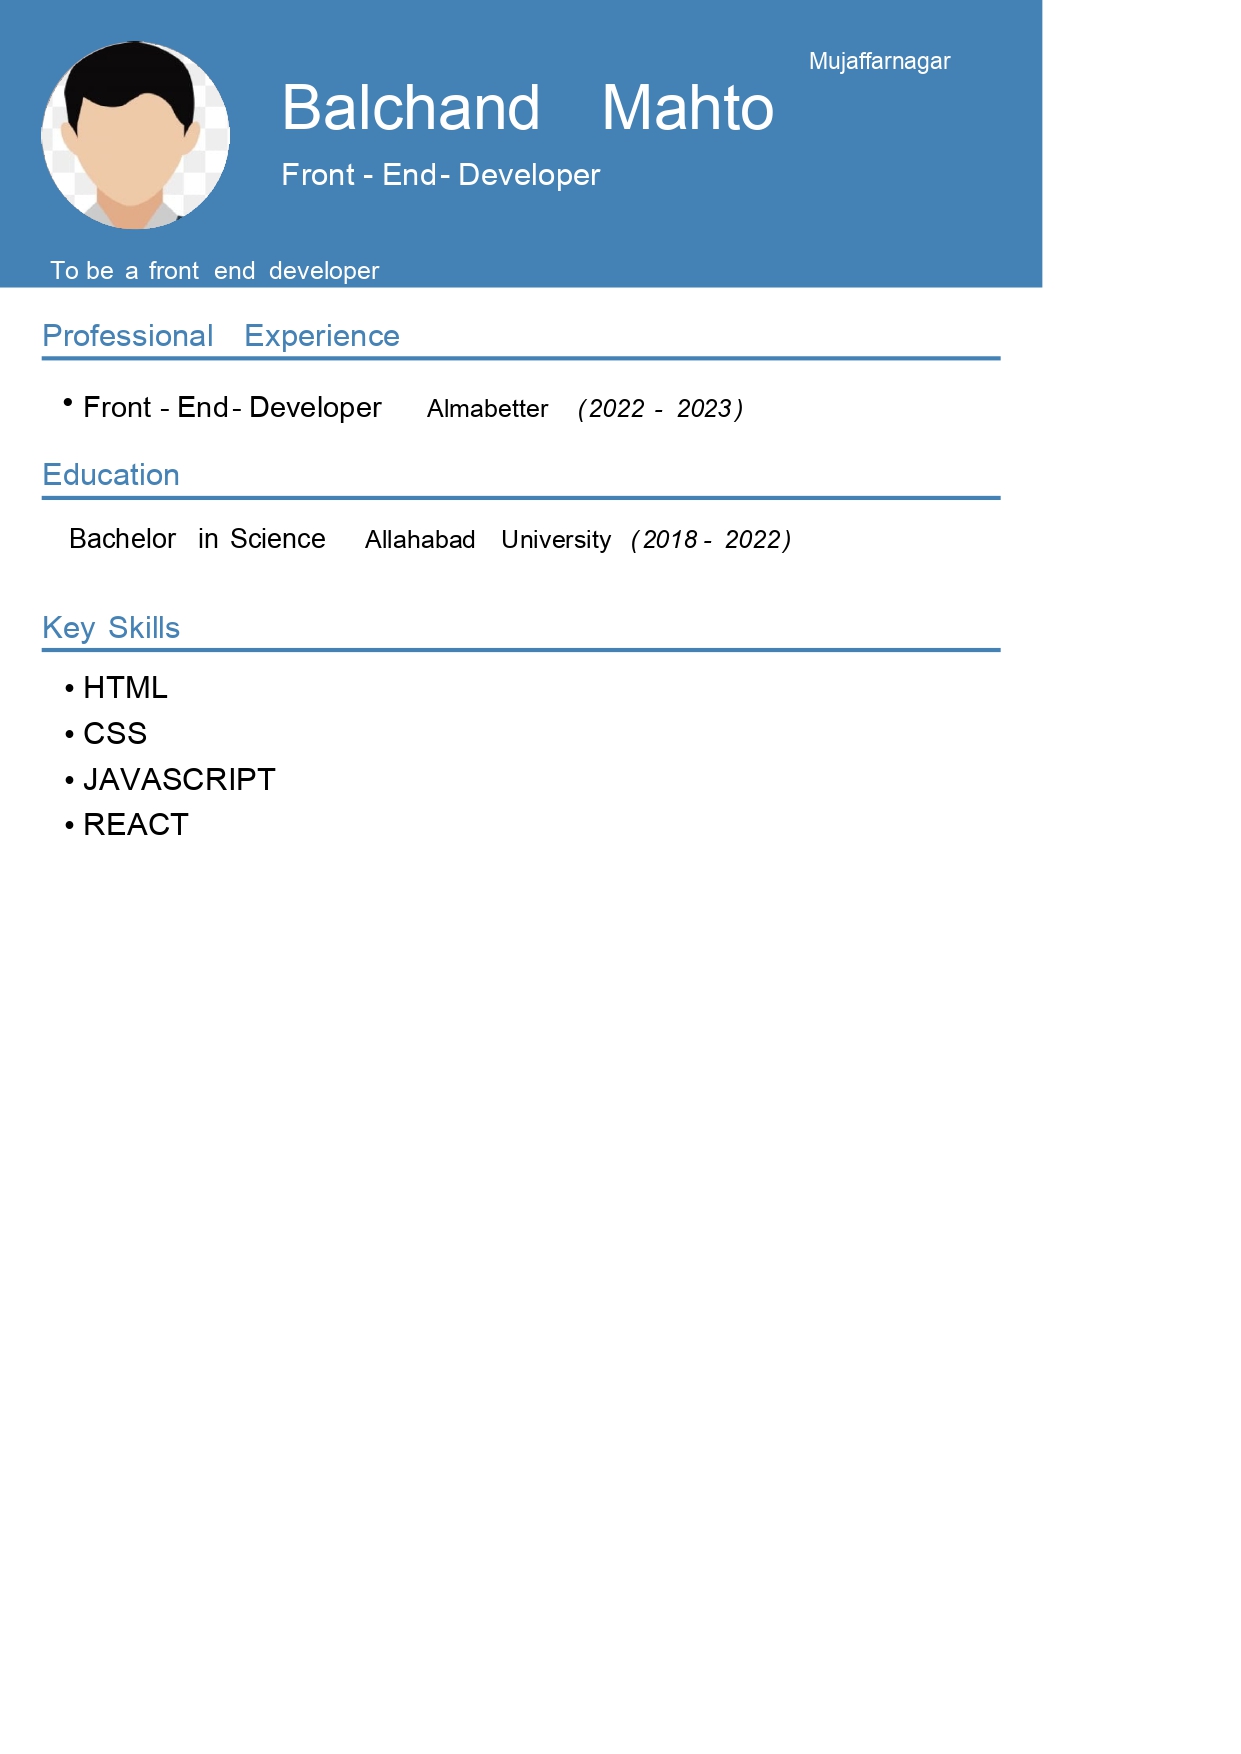 Mujaffarnagar
Balchand Mahto
Front - End - Developer
To be a front end developer
Professional Experience
• Front - End - Developer Almabetter (2022 - 2023)
Education
Bachelor in Science Allahabad University (2018 - 2022)
Key Skills
• HTML
• CSS
• JAVASCRIPT
• REACT